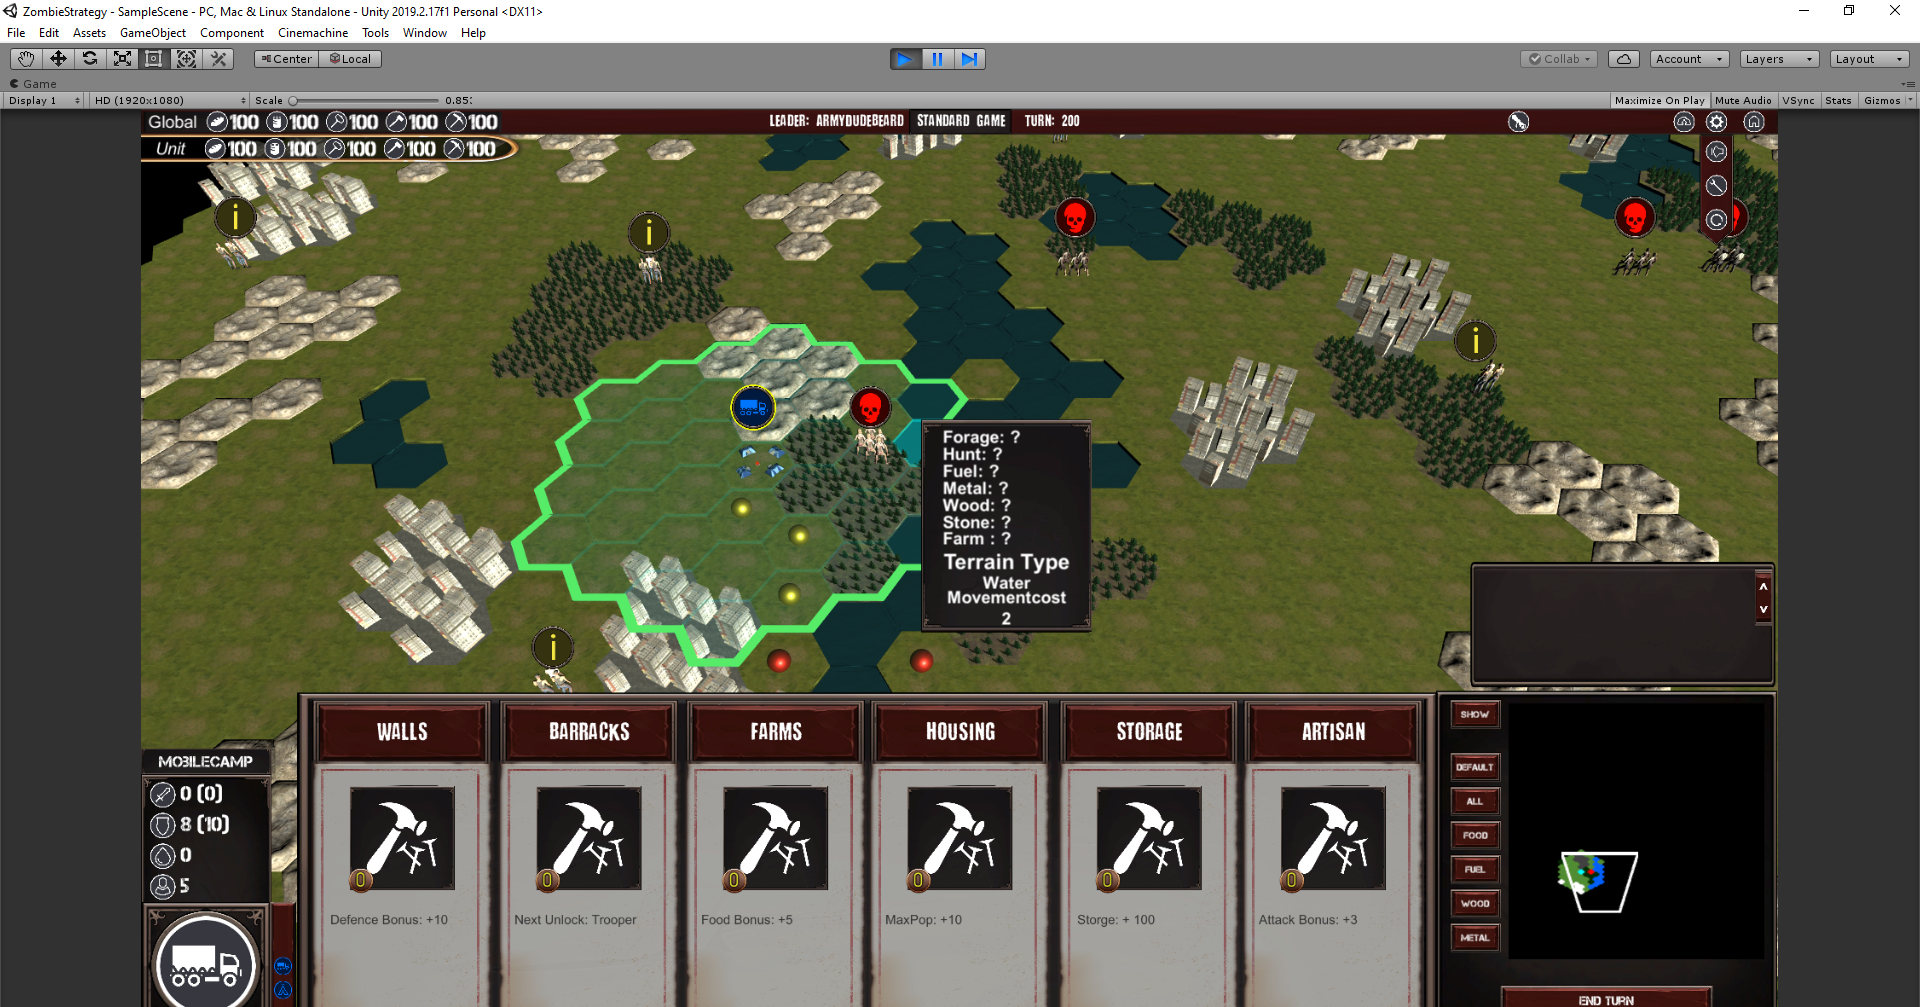 ZombieStrategy - SampleScene - PC, Mac & Linux Standalone - Unity 2019.2.17f1 Personal <DX11>
File Edit Assets GameObject Component Cinemachine Tools Window Help
Center Local Collab Account Layers Layout
Game
Display 1 HD (1920x1080) Scale 0.85: Maximize On Play Mute Audio VSync Stats Gizmos
Global 100 100 100 100 100 LEADER: ARMYDUDEBEARD STANDARD GAME TURN: 200
Unit 100 100 100 100 100
i
i
i
i
Forage: ?
Hunt: ?
Fuel: ?
Metal: ?
Wood: ?
Stone: ?
Farm : ?
Terrain Type
Water
Movementcost
2
MOBILECAMP
0 (0)
8 (10)
0
5
WALLS BARRACKS FARMS HOUSING STORAGE ARTISAN
0 0 0 0 0 0
Defence Bonus: +10 Next Unlock: Trooper Food Bonus: +5 MaxPop: +10 Storge: + 100 Attack Bonus: +3
SHOW
DEFAULT
ALL
FOOD
FUEL
WOOD
METAL
END TURN